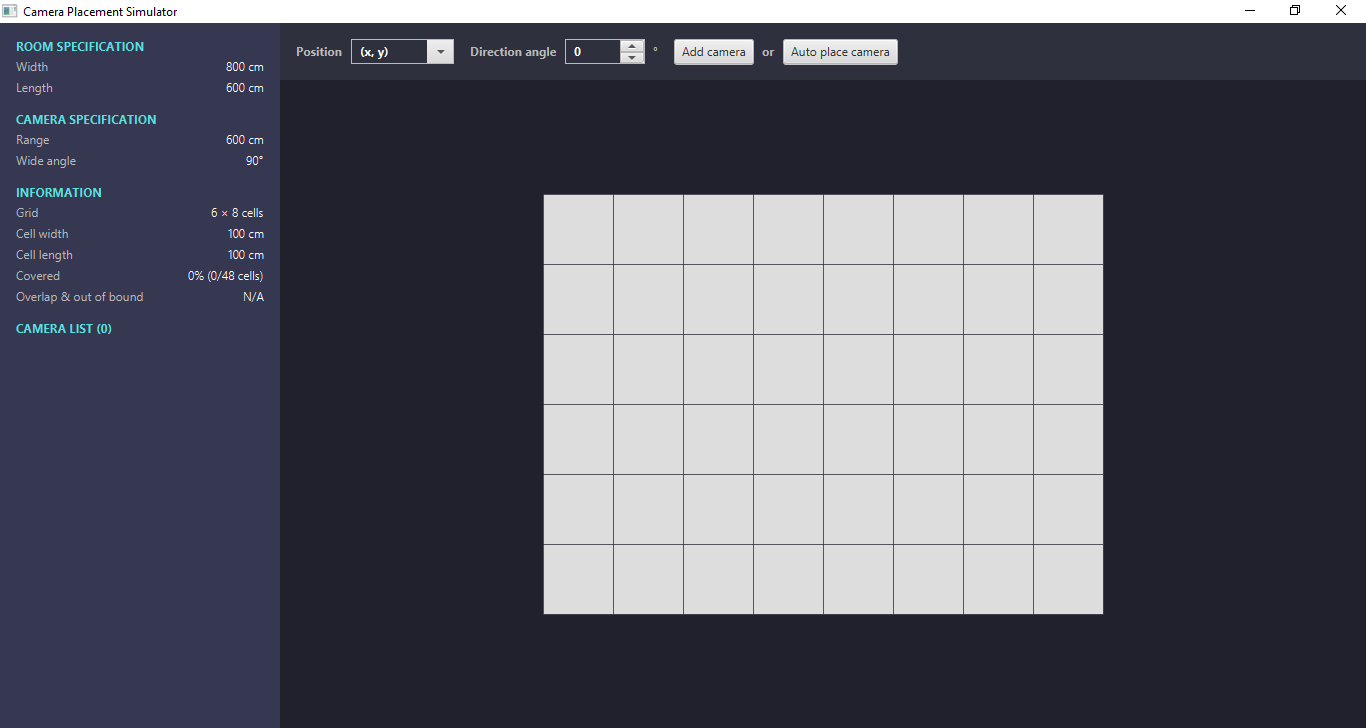 Camera Placement Simulator
ROOM SPECIFICATION
Width 800 cm
Length 600 cm
CAMERA SPECIFICATION
Range 600 cm
Wide angle 90°
INFORMATION
Grid 6 × 8 cells
Cell width 100 cm
Cell length 100 cm
Covered 0% (0/48 cells)
Overlap & out of bound N/A
CAMERA LIST (0)
Position (x, y) Direction angle 0 ° Add camera or Auto place camera